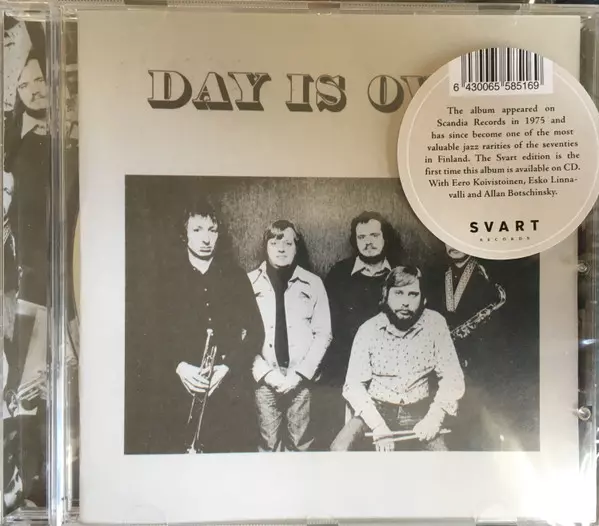 DAY IS OV
6 430065 585169
The album appeared on
Scandia Records in 1975 and
has since become one of the most
valuable jazz rarities of the seventies
in Finland. The Svart edition is the
first time this album is available on CD.
With Eero Koivistoinen, Esko Linna-
valli and Allan Botschinsky.
SVART
RECORDS